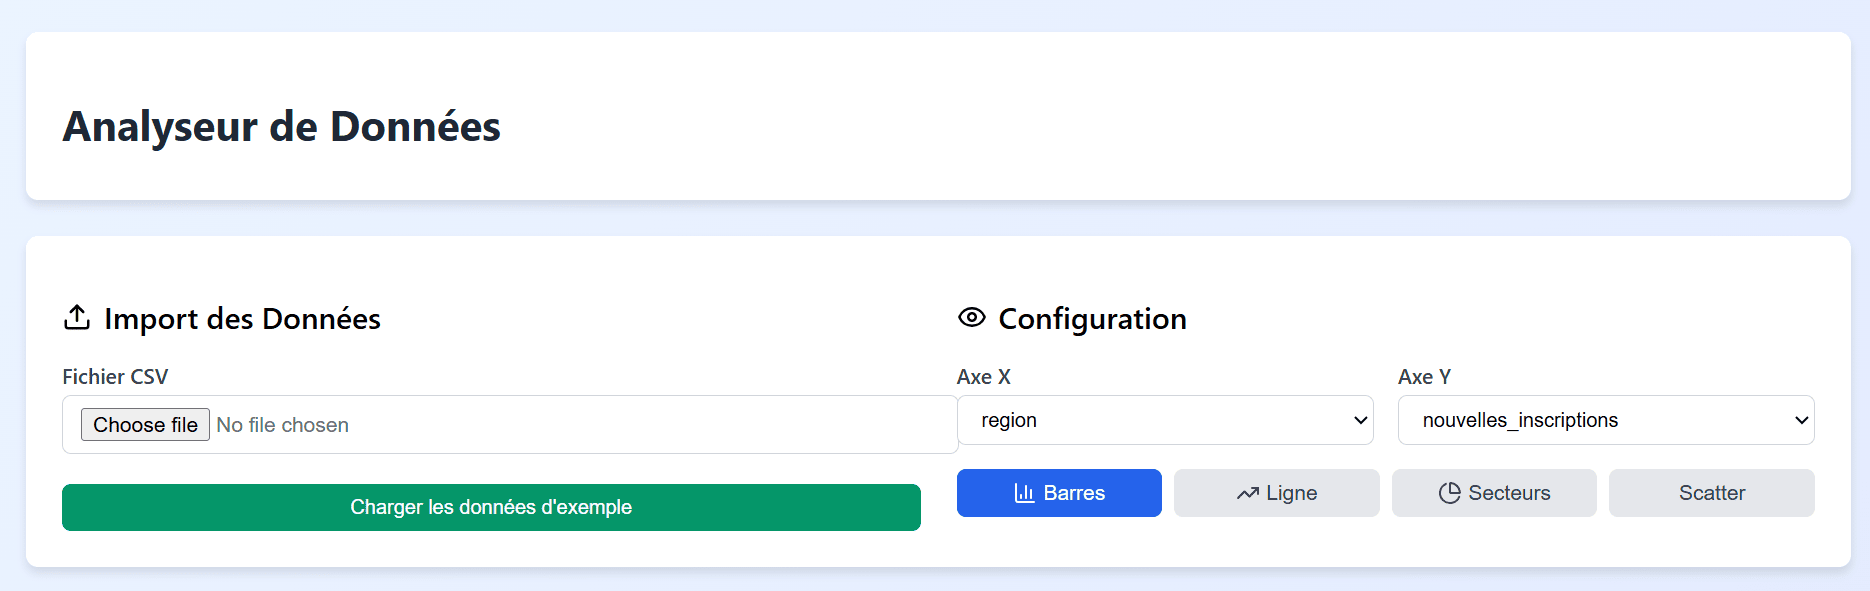 Analyseur de Données
Import des Données
Fichier CSV
Choose file No file chosen
Charger les données d'exemple
Configuration
Axe X
region
Axe Y
nouvelles_inscriptions
Barres
Ligne
Secteurs
Scatter